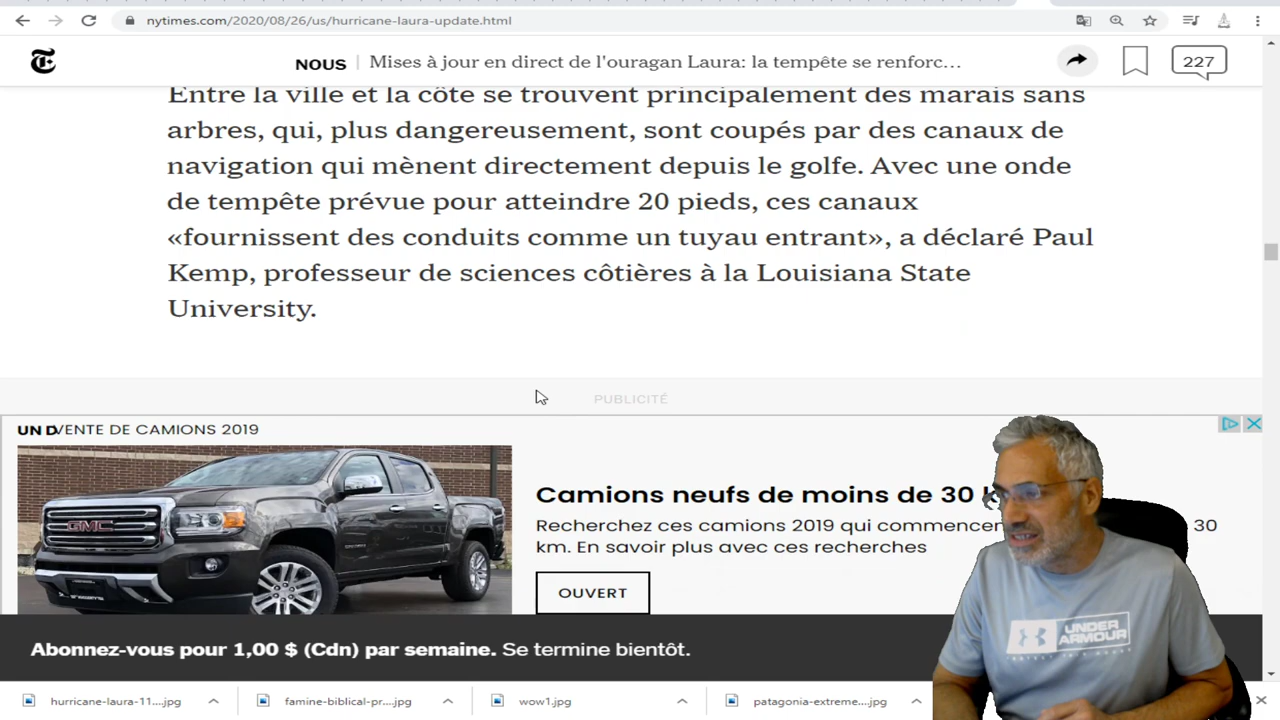 nytimes.com/2020/08/26/us/hurricane-laura-update.html
NOUS | Mises à jour en direct de l'ouragan Laura: la tempête se renforc…
227
Entre la ville et la côte se trouvent principalement des marais sans
arbres, qui, plus dangereusement, sont coupés par des canaux de
navigation qui mènent directement depuis le golfe. Avec une onde
de tempête prévue pour atteindre 20 pieds, ces canaux
«fournissent des conduits comme un tuyau entrant», a déclaré Paul
Kemp, professeur de sciences côtières à la Louisiana State
University.
PUBLICITÉ
UN D VENTE DE CAMIONS 2019
GMC
Camions neufs de moins de 30
Recherchez ces camions 2019 qui commencen 30
km. En savoir plus avec ces recherches
OUVERT
UNDER
ARMOUR
Abonnez-vous pour 1,00 $ (Cdn) par semaine. Se termine bientôt.
hurricane-laura-11....jpg
famine-biblical-pr....jpg
wow1.jpg
patagonia-extreme....jpg